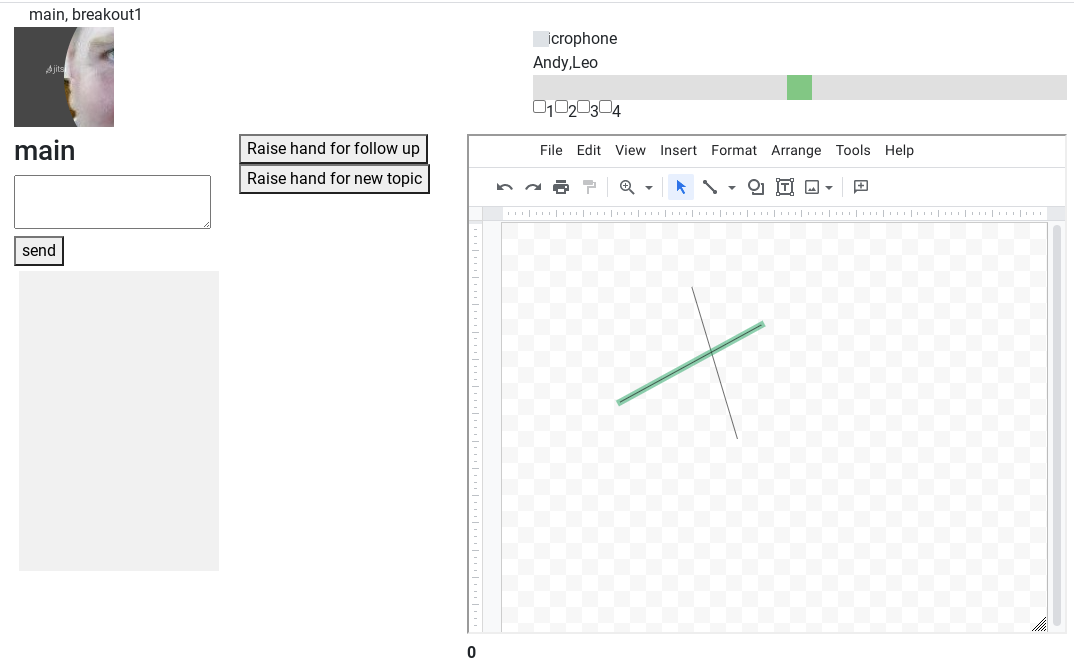 main, breakout1
jits
icrophone
Andy,Leo
1 2 3 4
main
Raise hand for follow up
Raise hand for new topic
send
File Edit View Insert Format Arrange Tools Help
0